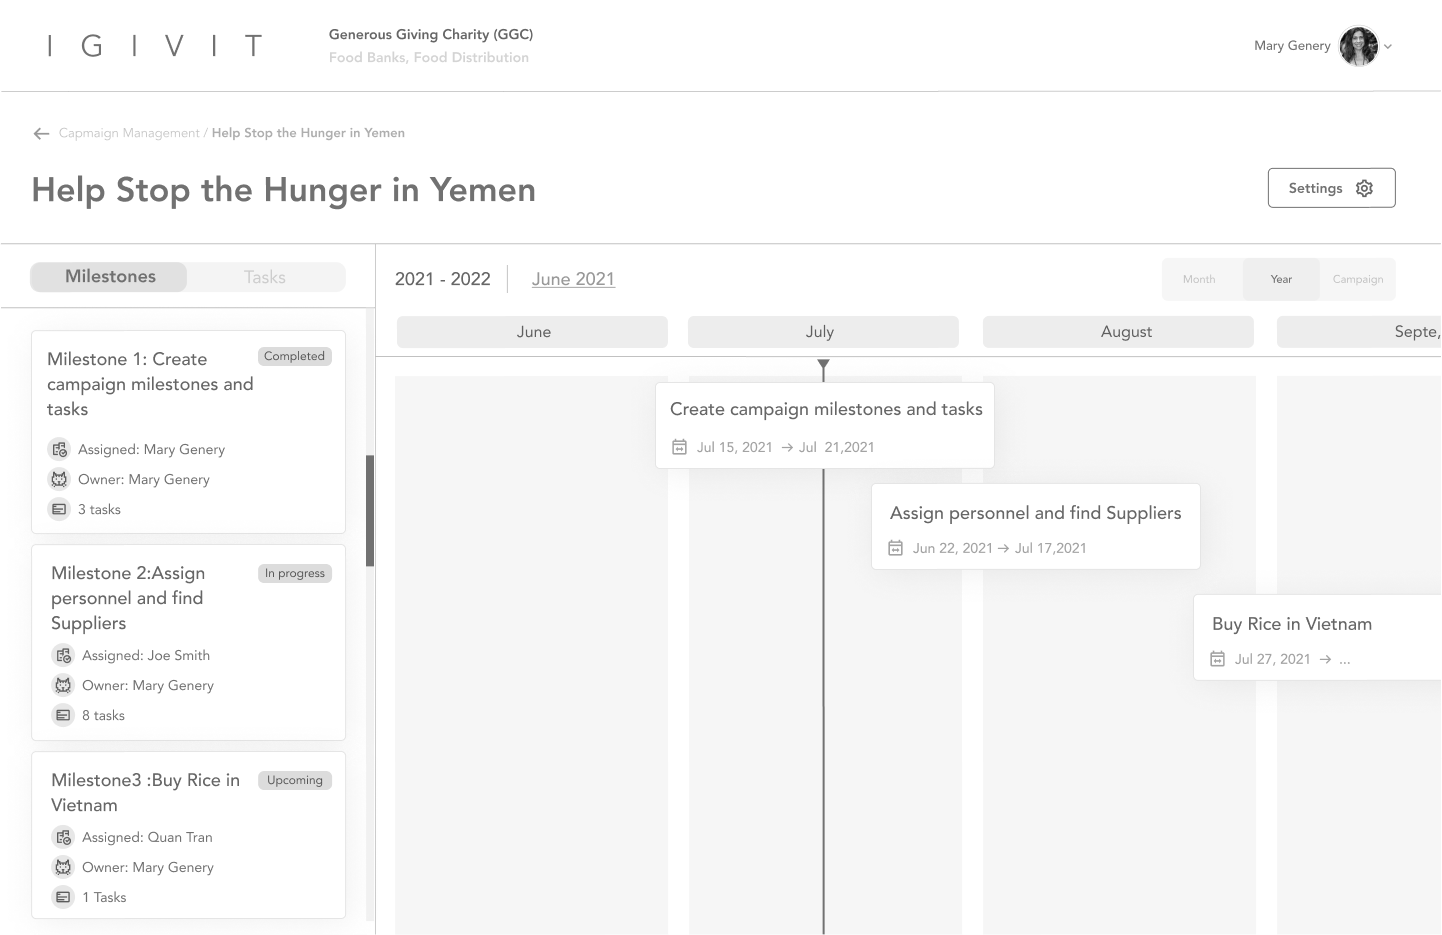 I G I V I T
Generous Giving Charity (GGC)
Food Banks, Food Distribution
Mary Genery
Capmaign Management / Help Stop the Hunger in Yemen
Help Stop the Hunger in Yemen
Settings
Milestones
Tasks
Milestone 1: Create
campaign milestones and
tasks
Completed
Assigned: Mary Genery
Owner: Mary Genery
3 tasks
Milestone 2:Assign
personnel and find
Suppliers
In progress
Assigned: Joe Smith
Owner: Mary Genery
8 tasks
Milestone3 :Buy Rice in
Vietnam
Upcoming
Assigned: Quan Tran
Owner: Mary Genery
1 Tasks
2021 - 2022
June 2021
Month
Year
Campaign
June
July
August
Septe,
Create campaign milestones and tasks
Jul 15, 2021 → Jul 21,2021
Assign personnel and find Suppliers
Jun 22, 2021 → Jul 17,2021
Buy Rice in Vietnam
Jul 27, 2021 → ...